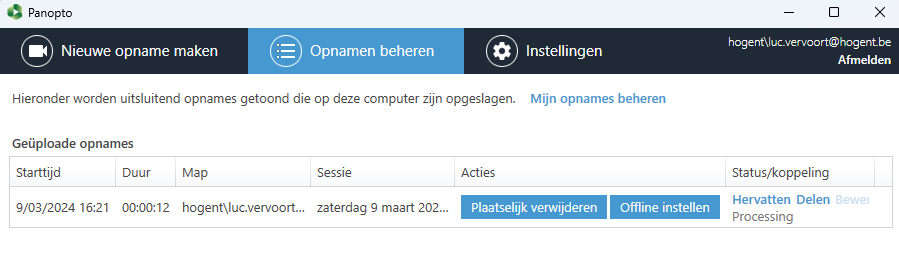 Panopto
Nieuwe opname maken Opnamen beheren Instellingen hogent\luc.vervoort@hogent.be
Afmelden
Hieronder worden uitsluitend opnames getoond die op deze computer zijn opgeslagen. Mijn opnames beheren
Geüploade opnames
Starttijd Duur Map Sessie Acties Status/koppeling
9/03/2024 16:21 00:00:12 hogent\luc.vervoort... zaterdag 9 maart 202... Plaatselijk verwijderen Offline instellen Hervatten Delen Bewer
Processing